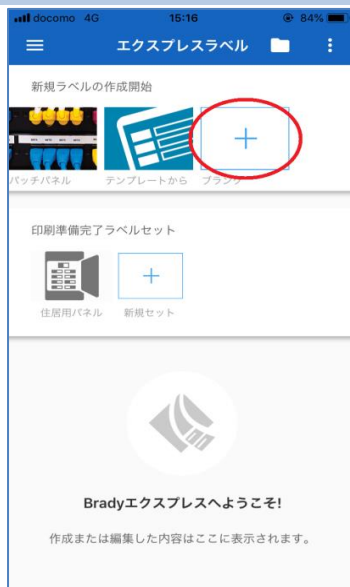 docomo 4G 15:16 84%
エクスプレスラベル
新規ラベルの作成開始
パッチパネル テンプレートから ブランク
印刷準備完了ラベルセット
住居用パネル 新規セット
Bradyエクスプレスへようこそ!
作成または編集した内容はここに表示されます。